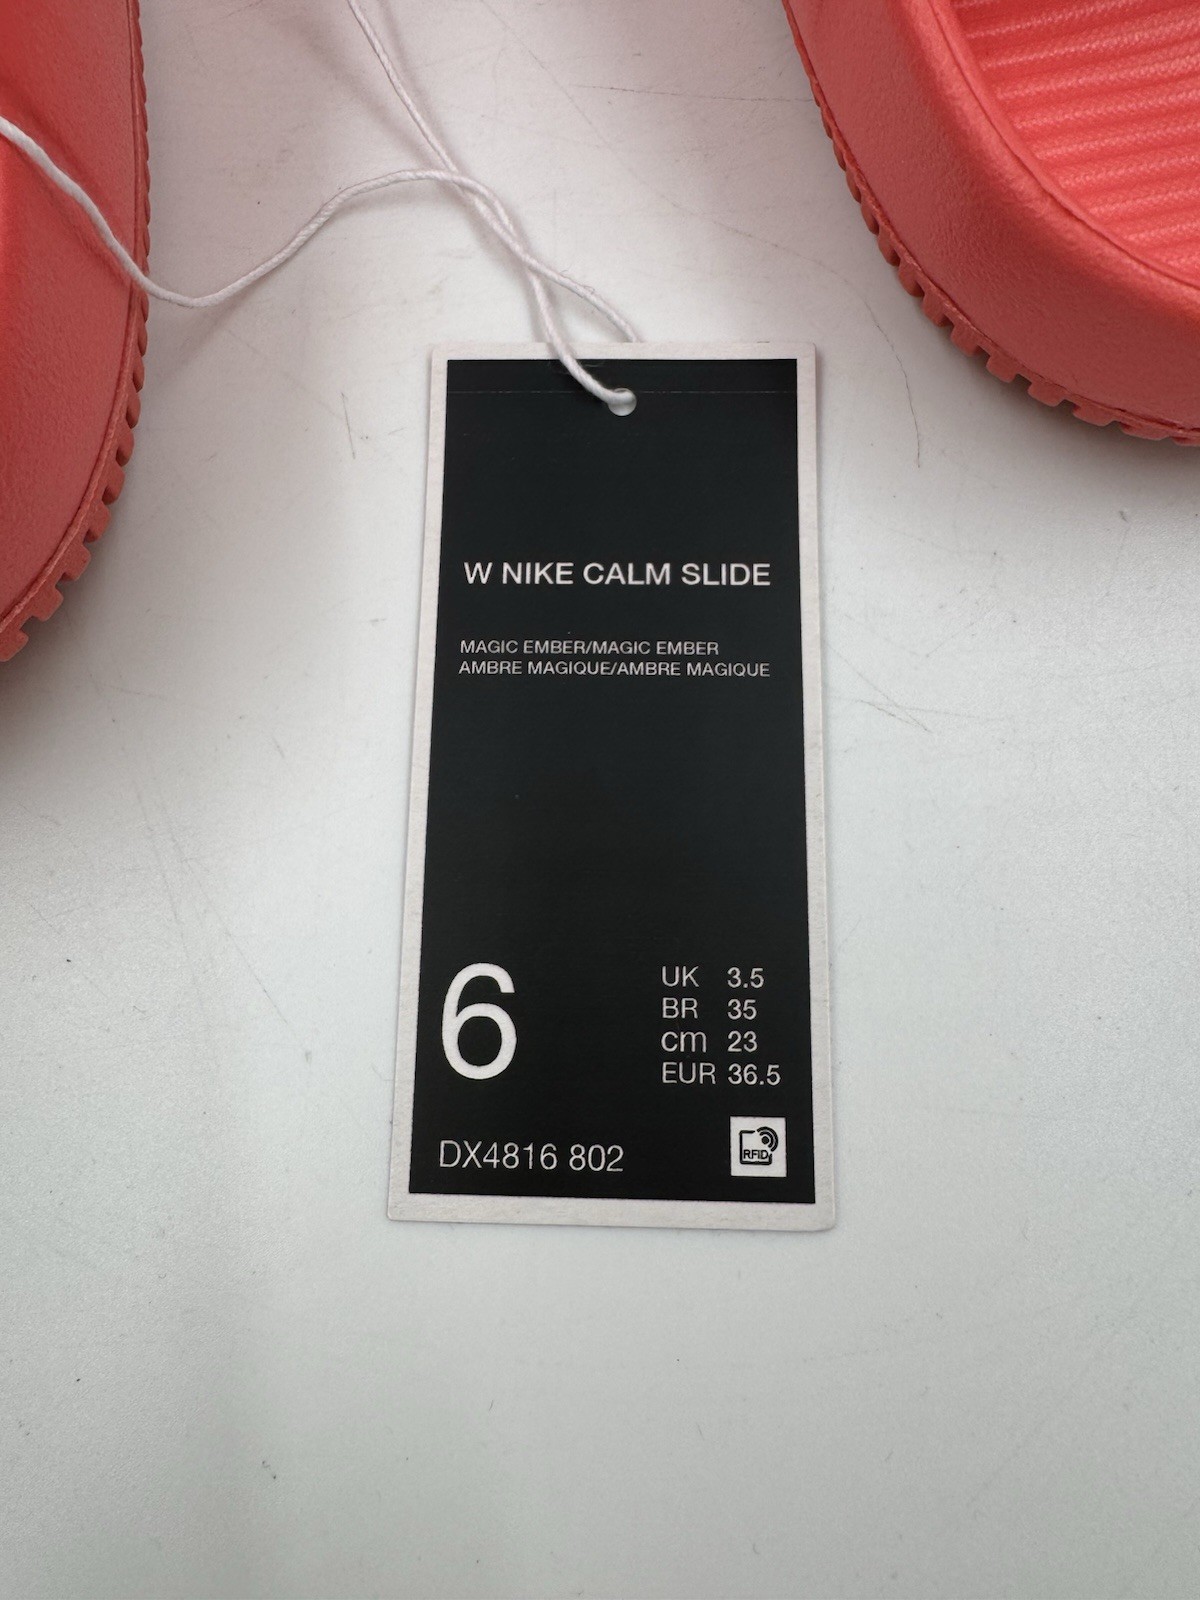 W NIKE CALM SLIDE
MAGIC EMBER/MAGIC EMBER
AMBRE MAGIQUE/AMBRE MAGIQUE
6
UK 3.5
BR 35
cm 23
EUR 36.5
DX4816 802
RFID